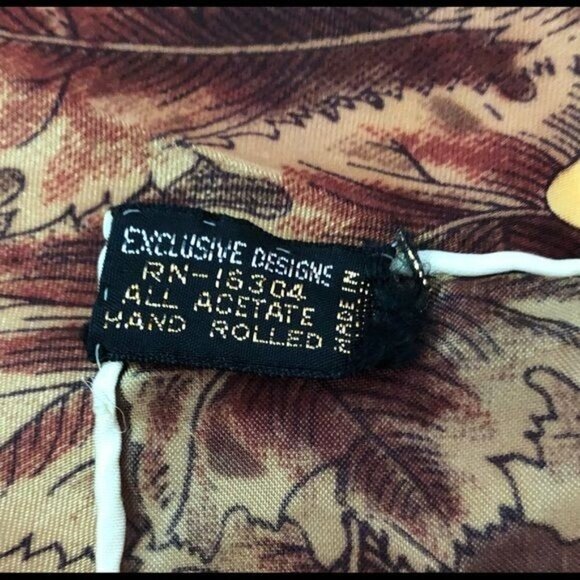 EXCLUSIVE DESIGNS
RN-16304
ALL ACETATE
HAND ROLLED
MADE IN